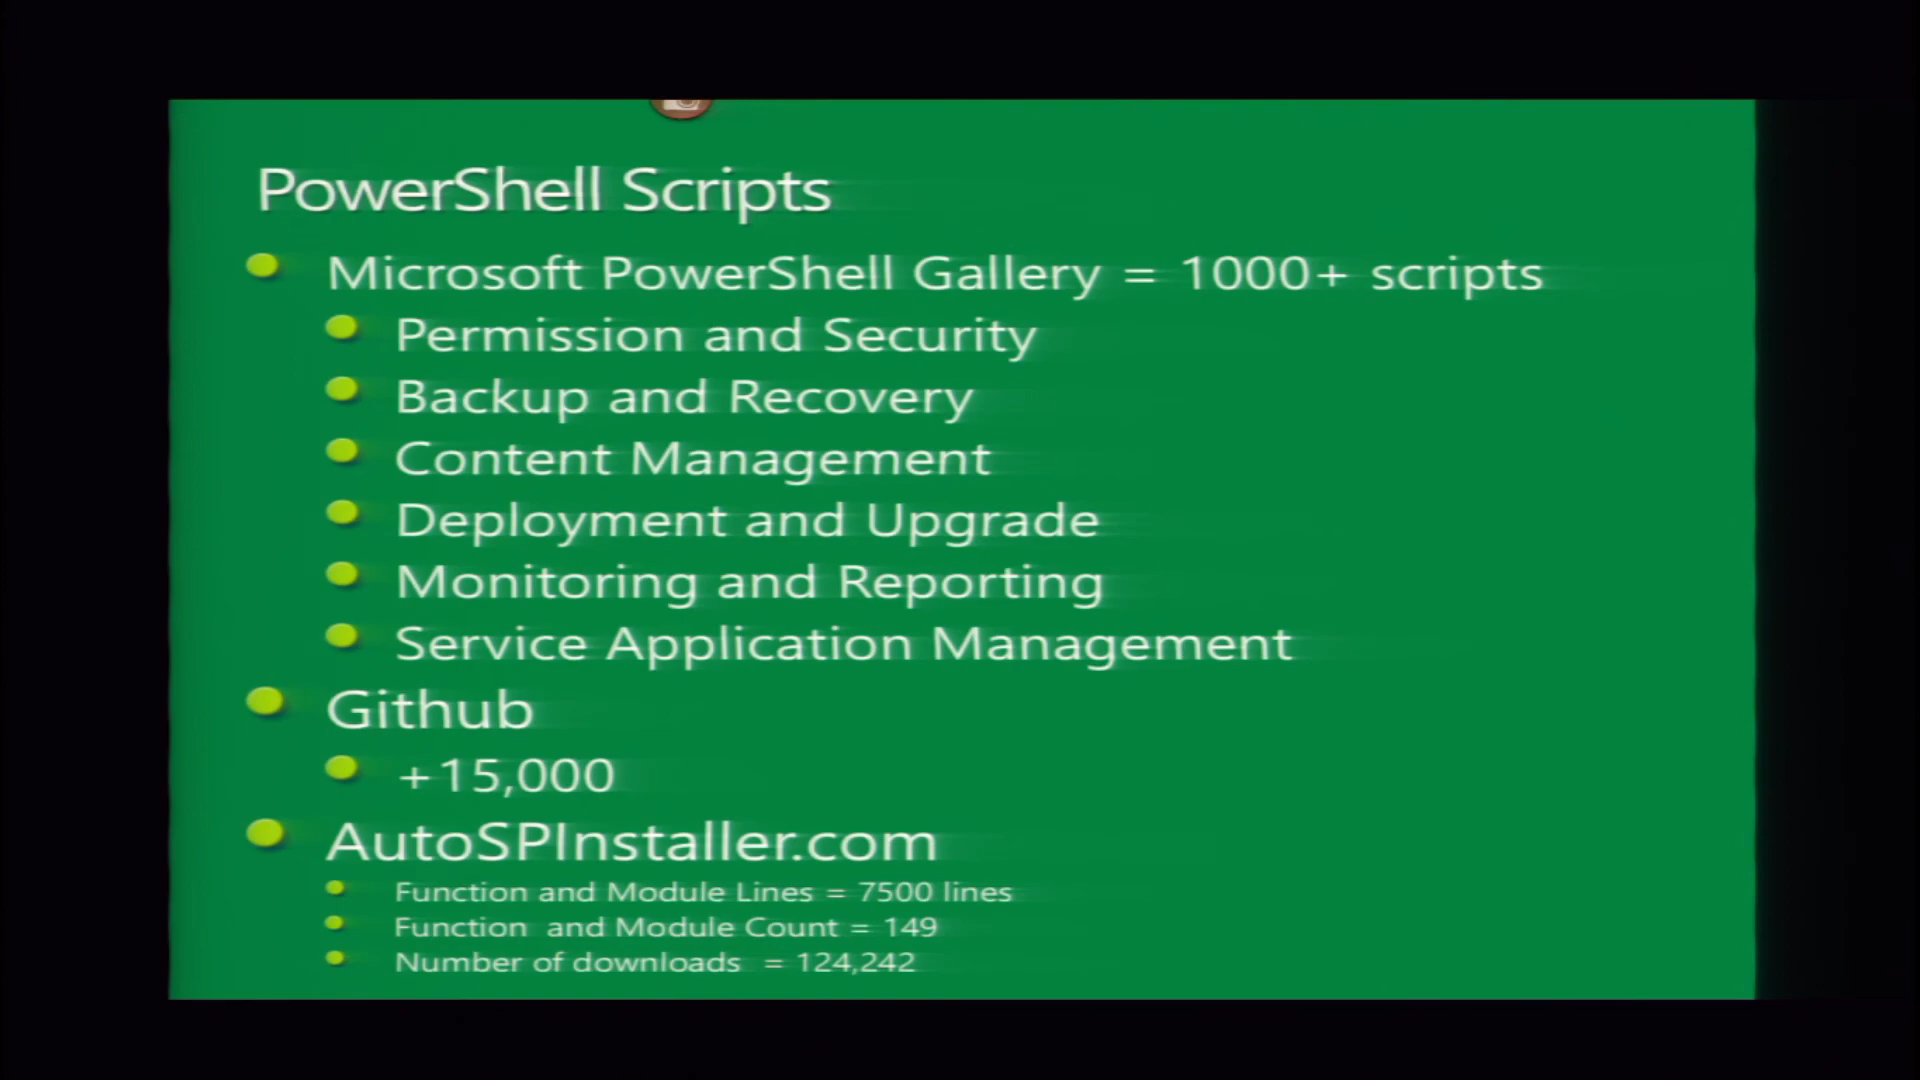 PowerShell Scripts
Microsoft PowerShell Gallery = 1000+ scripts
Permission and Security
Backup and Recovery
Content Management
Deployment and Upgrade
Monitoring and Reporting
Service Application Management
Github
+15,000
AutoSPInstaller.com
Function and Module Lines = 7500 lines
Function and Module Count = 149
Number of downloads = 124,242